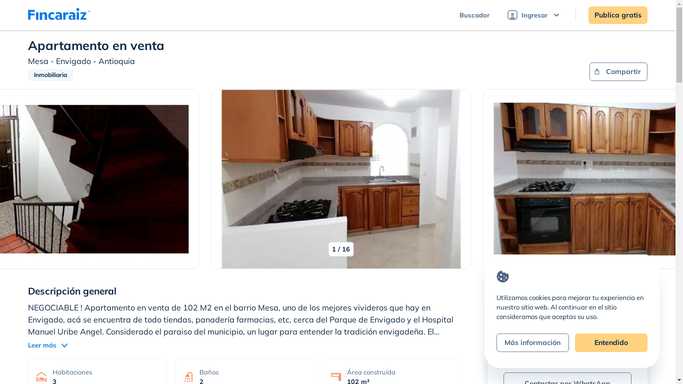 Fincaraiz
Buscador
Ingresar
Publica gratis
Apartamento en venta
Mesa - Envigado - Antioquia
Inmobiliaria
Compartir
1 / 16
Descripción general
NEGOCIABLE ! Apartamento en venta de 102 M2 en el barrio Mesa, uno de los mejores vivideros que hay en
Envigado, acá se encuentra de todo tiendas, panadería farmacias, etc, cerca del Parque de Envigado y el Hospital
Manuel Uribe Angel. Considerado el paraiso del municipio, un lugar para entender la tradición envigadeña. El...
Leer más
Habitaciones
3
Baños
2
Área construida
102 m²
Utilizamos cookies para mejorar tu experiencia en
nuestro sitio web. Al continuar en el sitio
consideramos que aceptas su uso.
Más información
Entendido
Contactar por WhatsApp